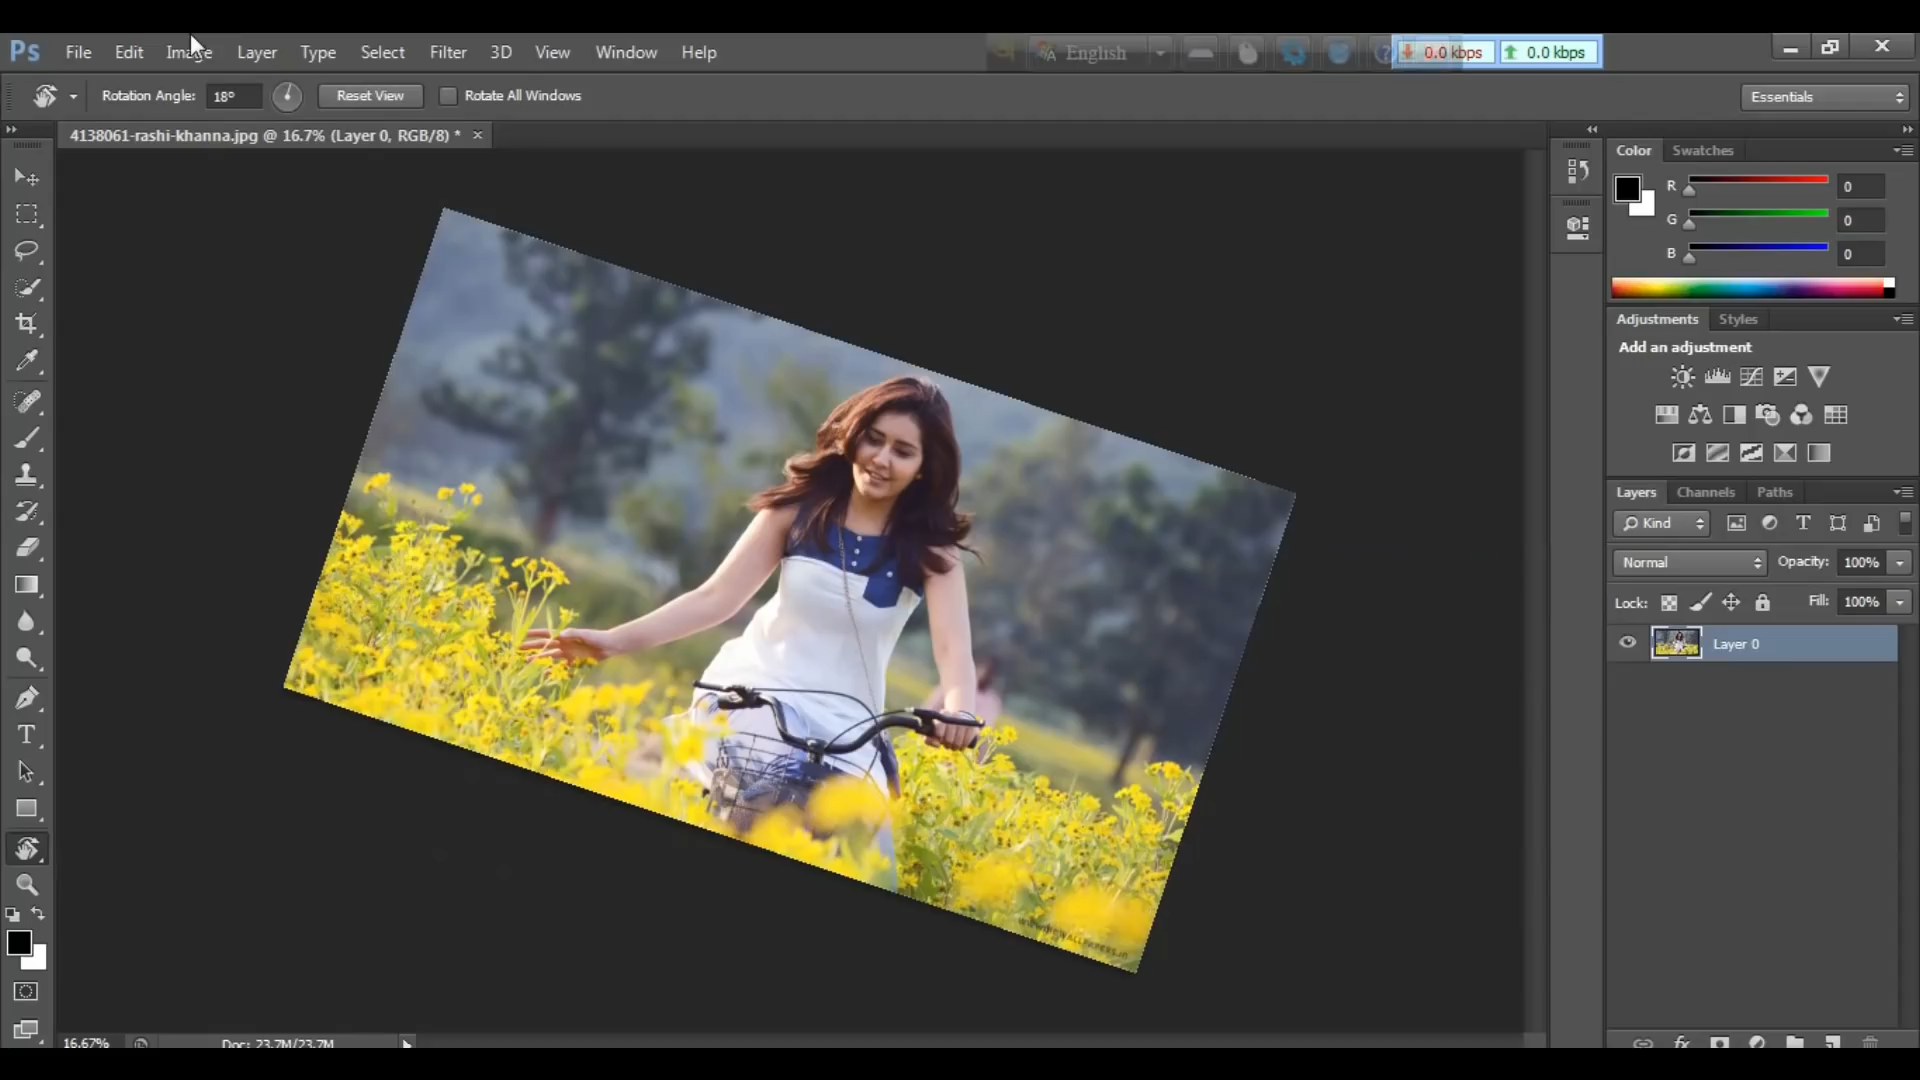 Ps File Edit Image Layer Type Select Filter 3D View Window Help English 0.0 kbps 0.0 kbps
Rotation Angle: 18° Reset View Rotate All Windows Essentials
4138061-rashi-khanna.jpg @ 16.7% (Layer 0, RGB/8) *
Color Swatches
R 0
G 0
B 0
Adjustments Styles
Add an adjustment
Layers Channels Paths
Kind
Normal Opacity: 100%
Lock: Fill: 100%
Layer 0
16.67% Doc: 23.7M/23.7M